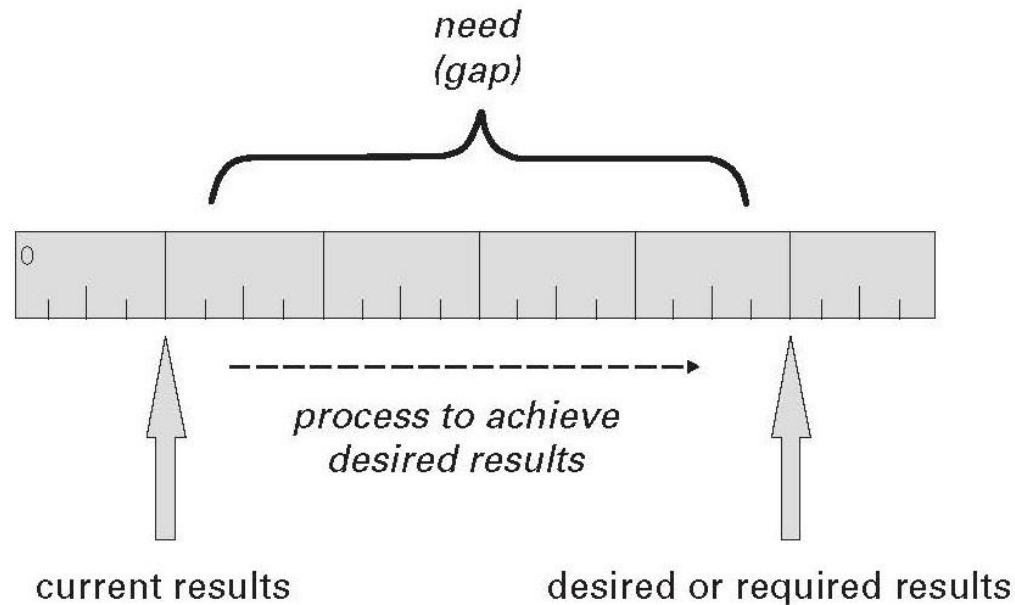 need
(gap)
0
process to achieve
desired results
current results
desired or required results